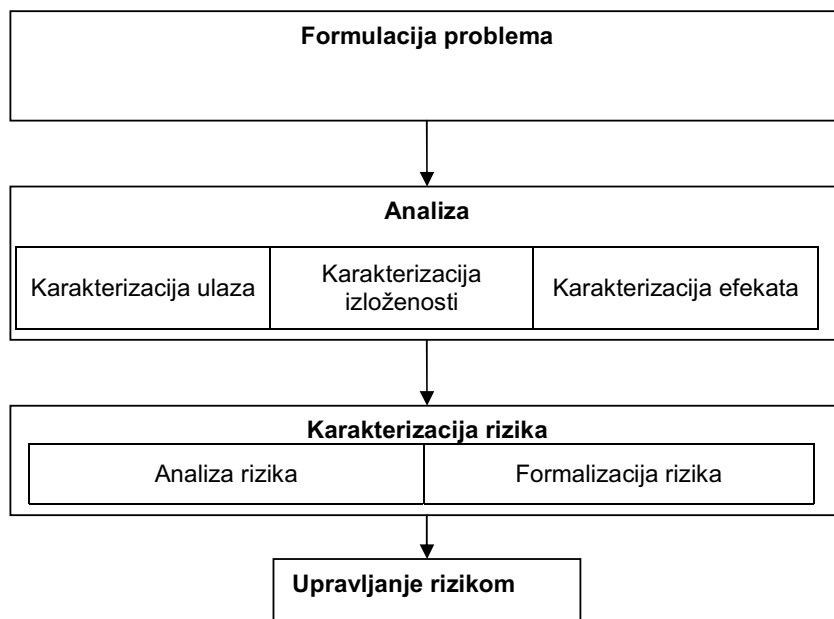 Formulacija problema
Analiza
Karakterizacija ulaza
Karakterizacija
izloženosti
Karakterizacija efekata
Karakterizacija rizika
Analiza rizika
Formalizacija rizika
Upravljanje rizikom